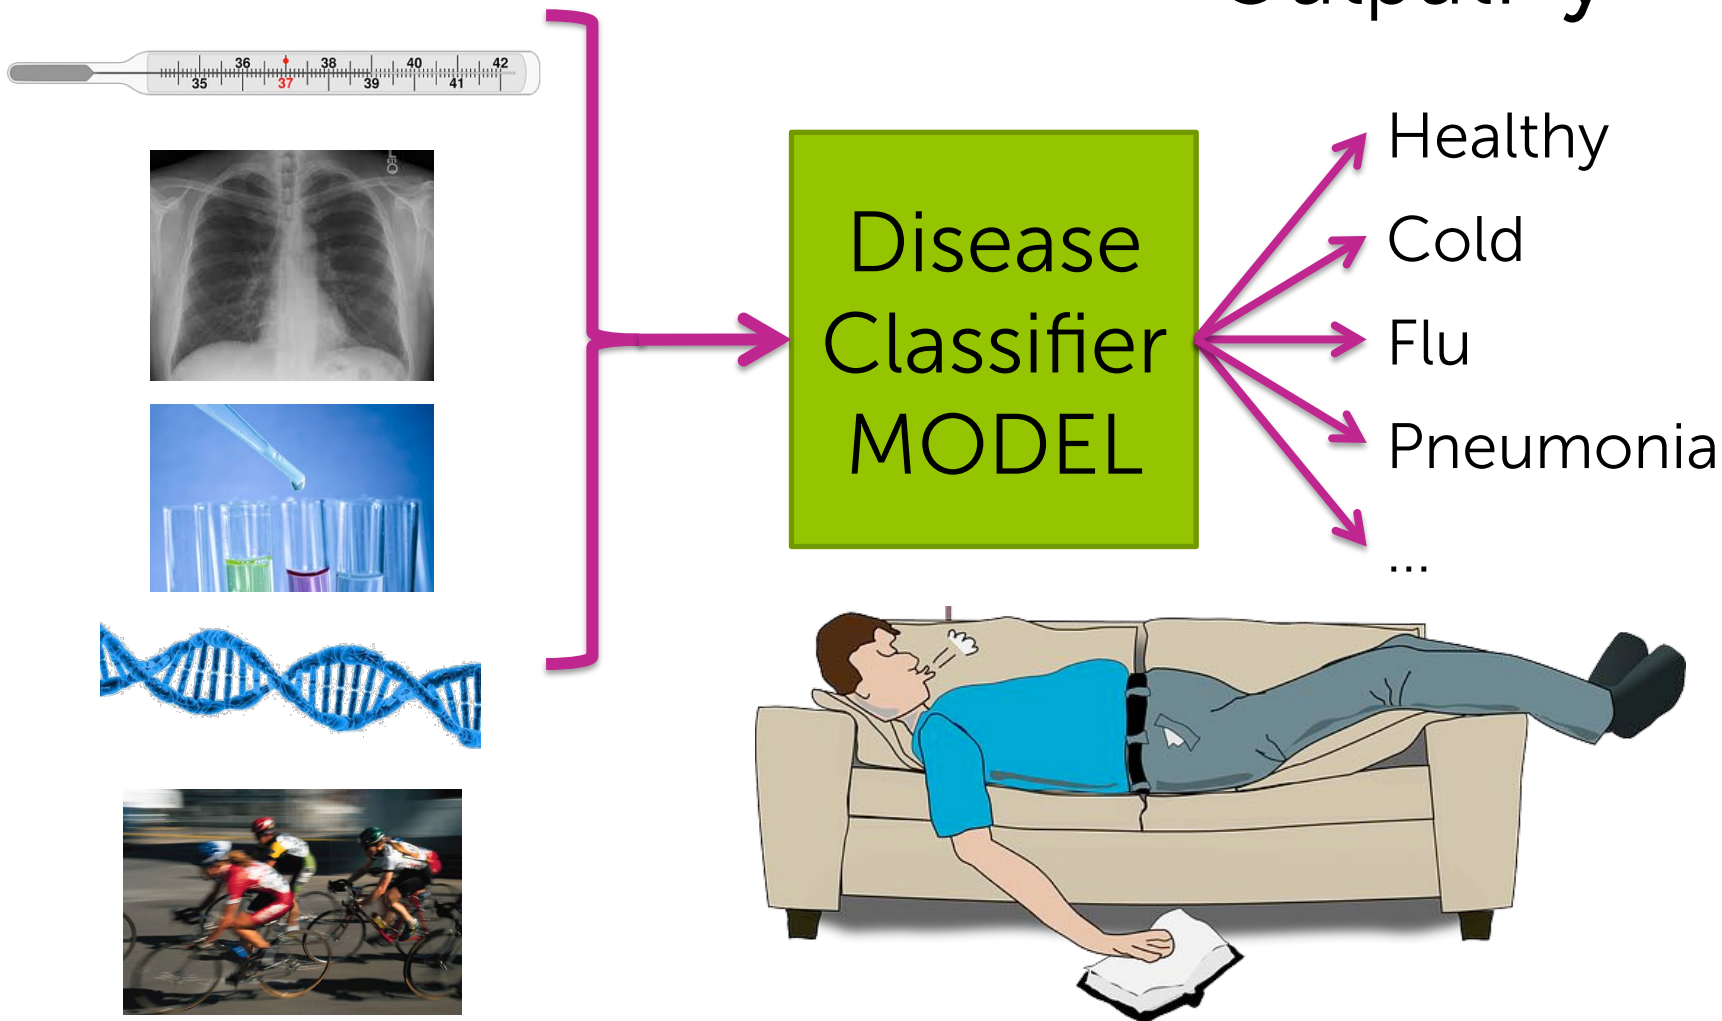 36 38 40 42
35 37 39 41
Healthy
Cold
Disease
Classifier
MODEL
Flu
Pneumonia
...